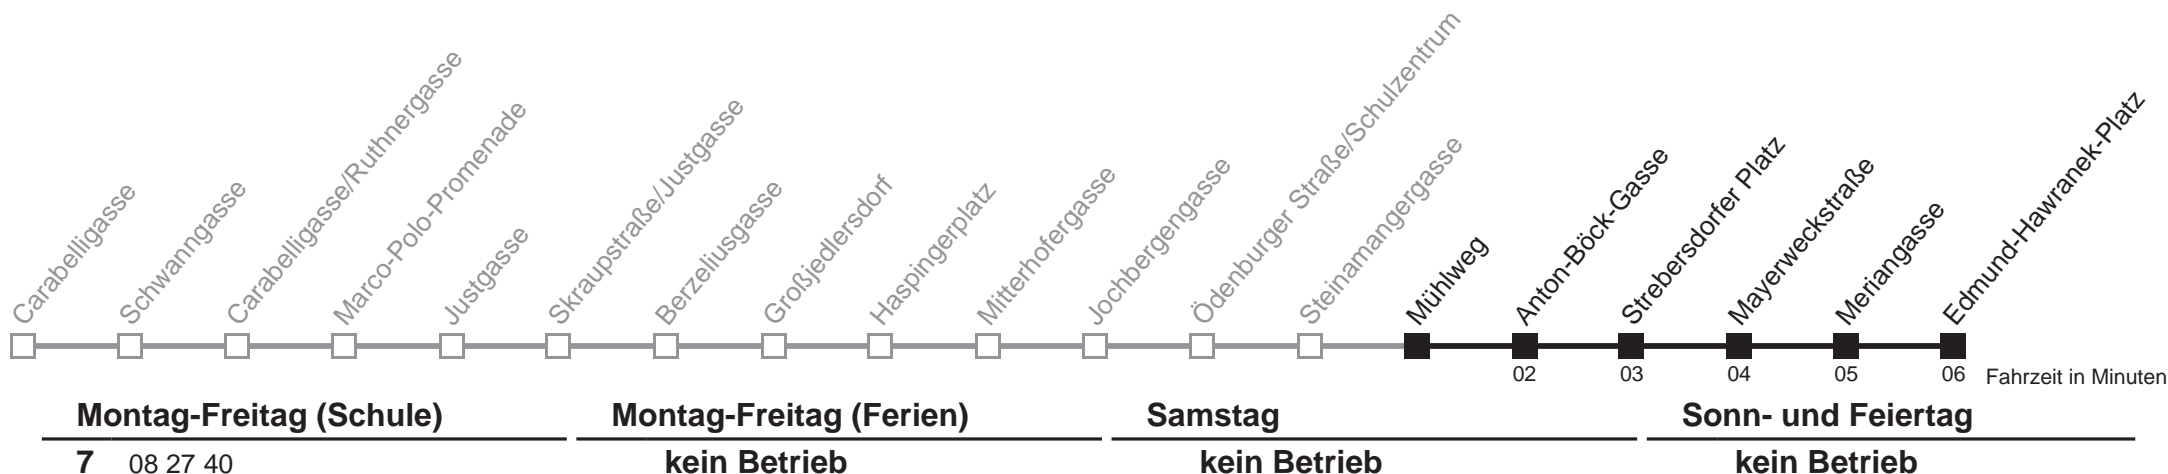 Carabelligasse
Schwanngasse
Carabelligasse/Ruthnergasse
Marco-Polo-Promenade
Justgasse
Skraupstraße/Justgasse
Berzeliusgasse
Großjedlersdorf
Haspingerplatz
Mitterhofergasse
Jochbergengasse
Ödenburger Straße/Schulzentrum
Steinamangergasse
Mühlweg
Anton-Böck-Gasse
Strebersdorfer Platz
Mayerweckstraße
Meriangasse
Edmund-Hawranek-Platz
02 03 04 05 06 Fahrzeit in Minuten
Montag-Freitag (Schule) Montag-Freitag (Ferien) Samstag Sonn- und Feiertag
7 08 27 40 kein Betrieb kein Betrieb kein Betrieb